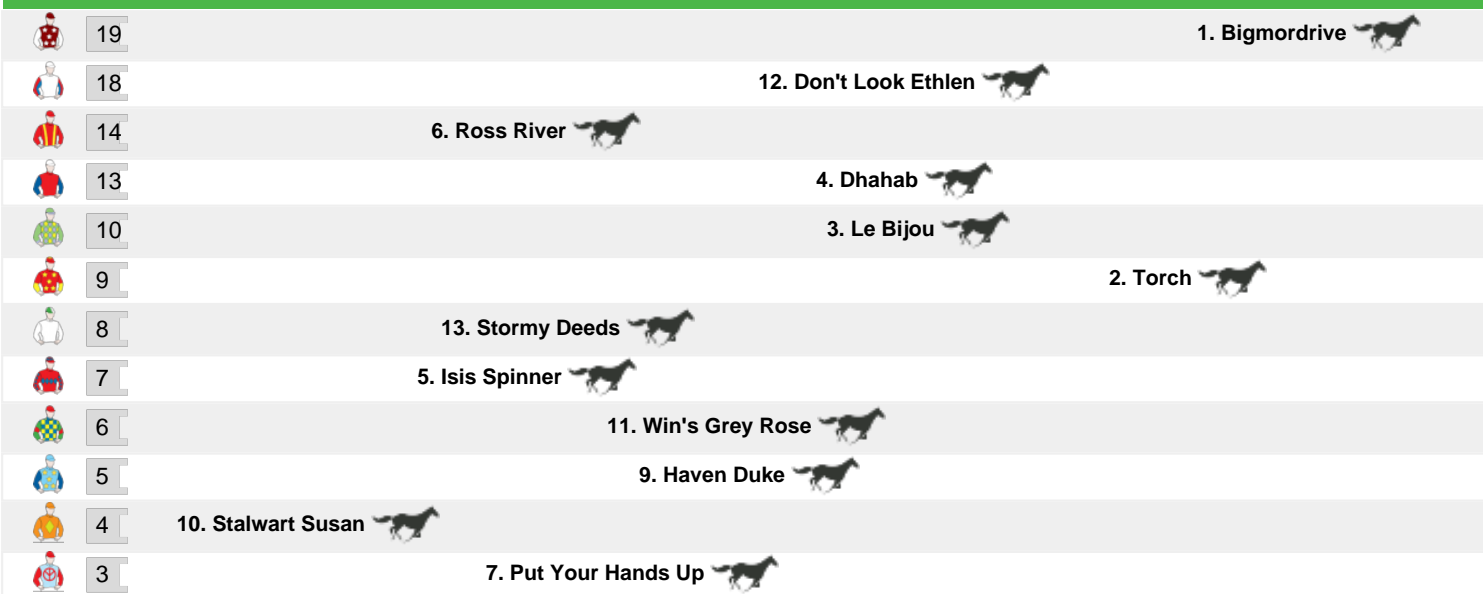 19 1. Bigmordrive
18 12. Don't Look Ethlen
14 6. Ross River
13 4. Dhahab
10 3. Le Bijou
9 2. Torch
8 13. Stormy Deeds
7 5. Isis Spinner
6 11. Win's Grey Rose
5 9. Haven Duke
4 10. Stalwart Susan
3 7. Put Your Hands Up